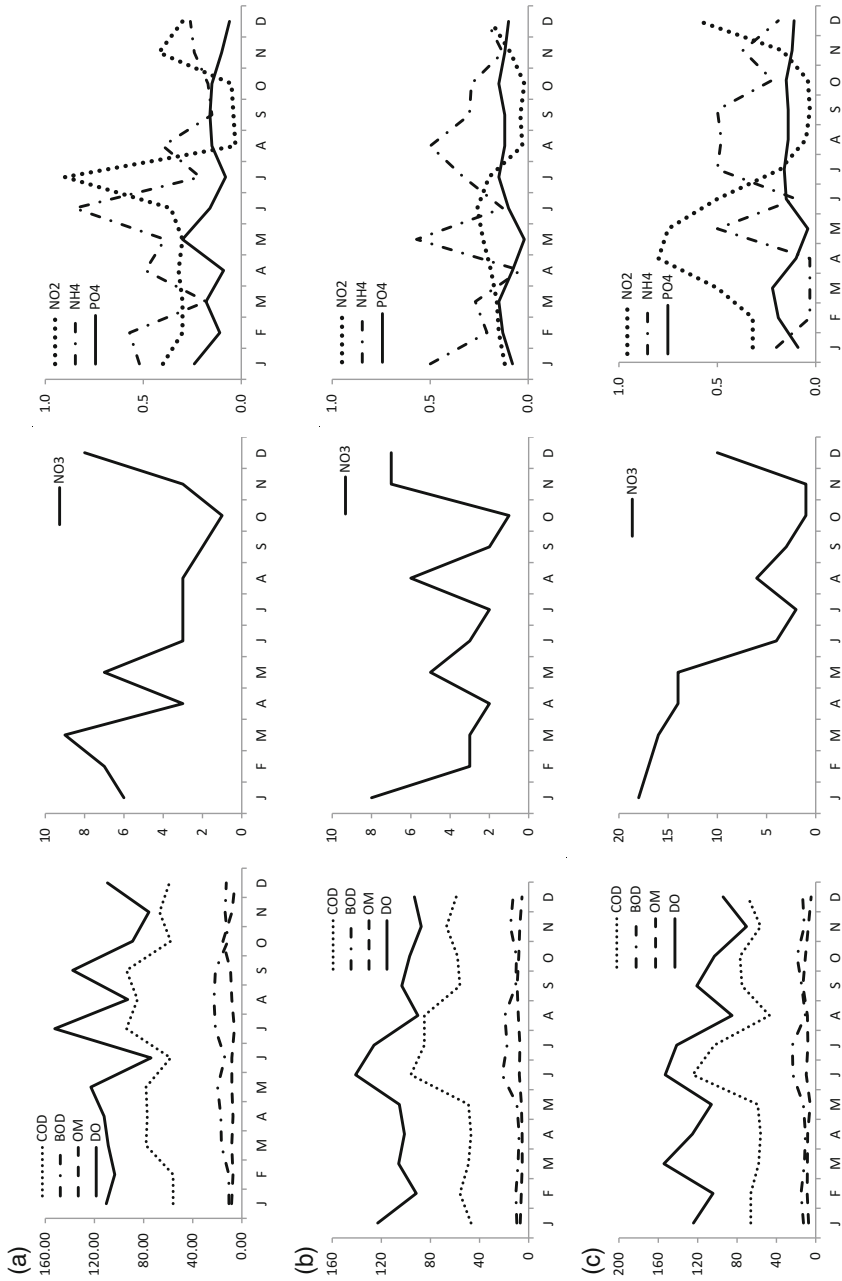 (a)
160.00
120.00
80.00
40.00
0.00
COD
BOD
OM
DO
J F M A M J J A S O N D
10
8
6
4
2
0
NO3
J F M A M J J A S O N D
1.0
0.5
0.0
NO2
NH4
PO4
J F M A M J J A S O N D
(b)
160
120
80
40
0
COD
BOD
OM
DO
J F M A M J J A S O N D
10
8
6
4
2
0
NO3
J F M A M J J A S O N D
1.0
0.5
0.0
NO2
NH4
PO4
J F M A M J J A S O N D
(c)
200
160
120
80
40
0
COD
BOD
OM
DO
J F M A M J J A S O N D
20
15
10
5
0
NO3
J F M A M J J A S O N D
1.0
0.5
0.0
NO2
NH4
PO4
J F M A M J J A S O N D